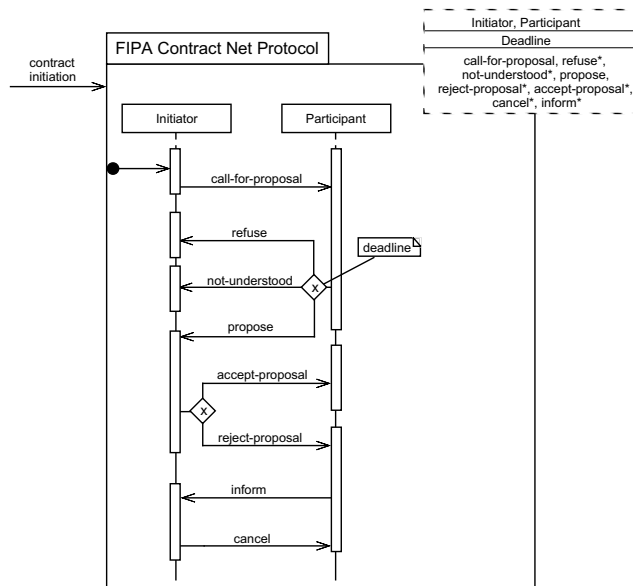 contract
initiation
FIPA Contract Net Protocol
Initiator, Participant
Deadline
call-for-proposal, refuse*,
not-understood*, propose,
reject-proposal*, accept-proposal*,
cancel*, inform*
Initiator
Participant
call-for-proposal
refuse
deadline
not-understood
x
propose
accept-proposal
x
reject-proposal
inform
cancel